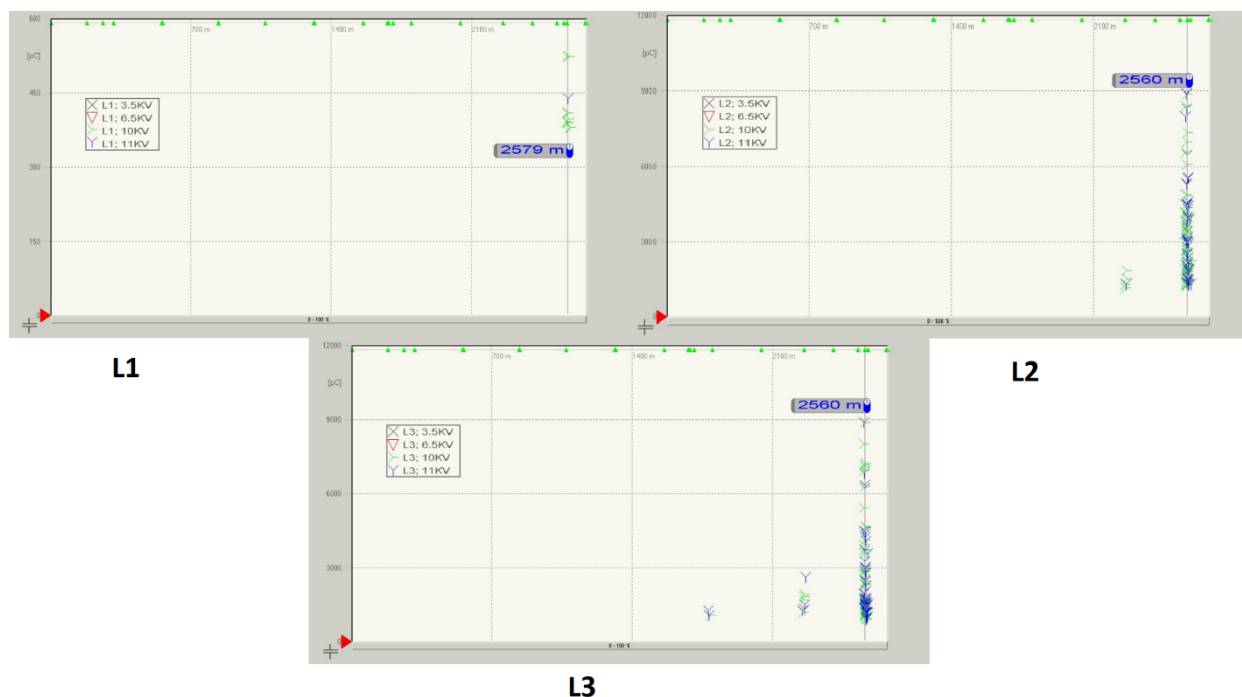 600
700 m
1400 m
2100 m
[pC]
450
L1; 3.5KV
L1; 6.5KV
L1; 10KV
L1; 11KV
2579 m
300
150
0
0 - 100 %
L1
12000
700 m
1400 m
2100 m
[pC]
2560 m
9000
L2; 3.5KV
L2; 6.5KV
L2; 10KV
L2; 11KV
6000
3000
0
0 - 100 %
L2
12000
700 m
1400 m
2100 m
[pC]
2560 m
9000
L3; 3.5KV
L3; 6.5KV
L3; 10KV
L3; 11KV
6000
3000
0
0 - 100 %
L3